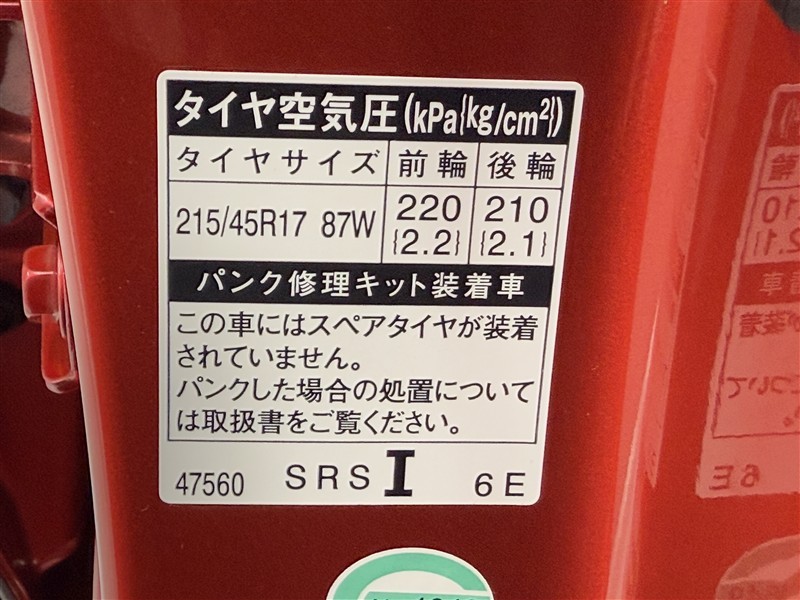 タイヤ空気圧(kPa{kg/cm²})
タイヤサイズ 前輪 後輪
215/45R17 87W 220 {2.2} 210 {2.1}
パンク修理キット装着車
この車にはスペアタイヤが装着
されていません。
パンクした場合の処置について
は取扱書をご覧ください。
47560 SRS I 6E